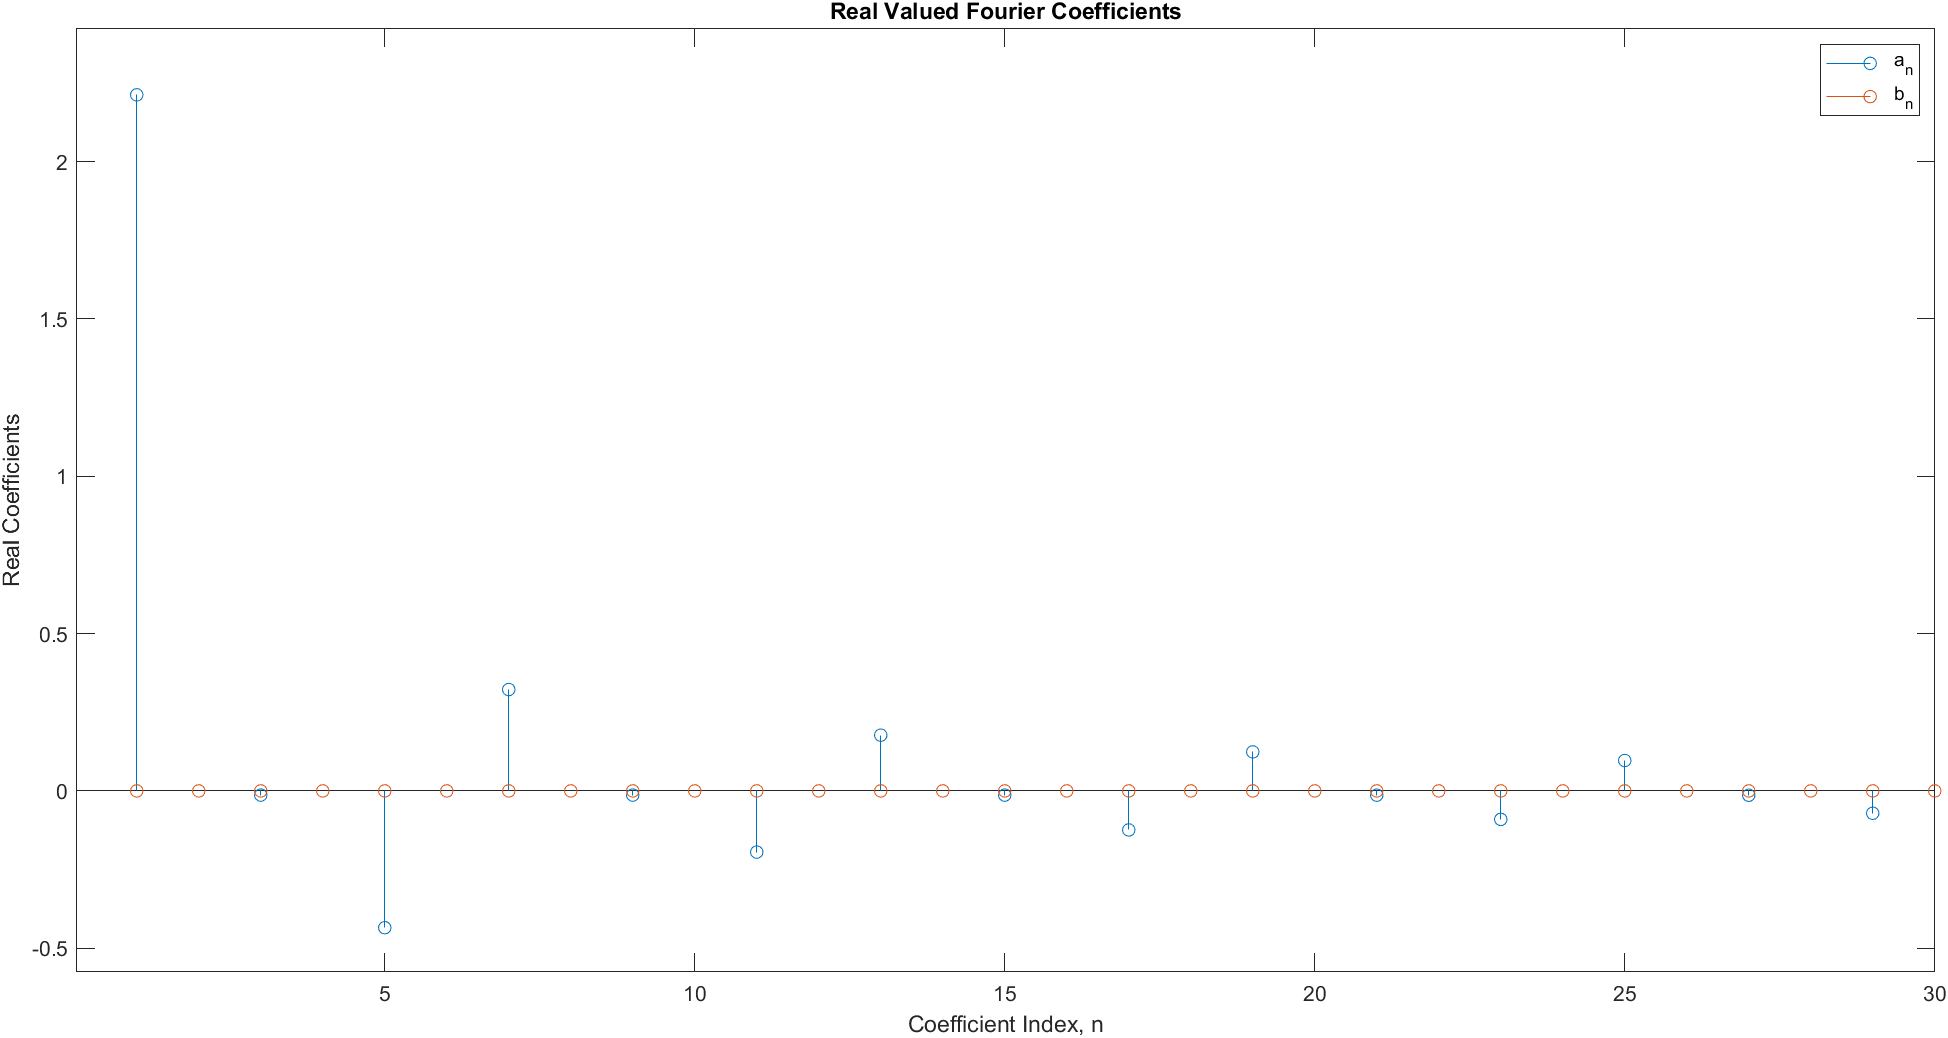 Real Valued Fourier Coefficients
a_n
b_n
2
1.5
1
0.5
0
-0.5
Real Coefficients
5 10 15 20 25 30
Coefficient Index, n